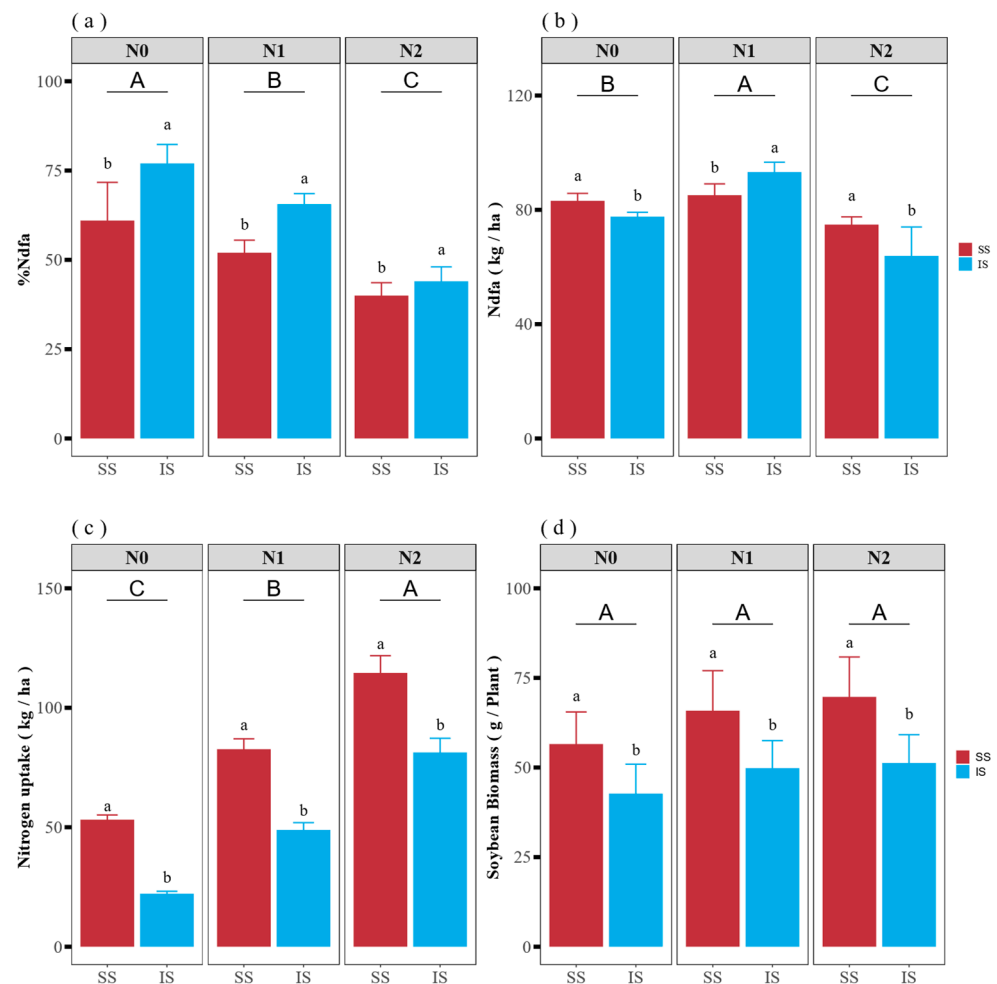 ( a )
N0 N1 N2
A B C
100
75
50
25
0
%Ndfa
b a b a b a
SS IS SS IS SS IS
( b )
N0 N1 N2
B A C
120
80
40
0
Ndfa ( kg / ha )
a b b a a b
SS IS SS IS SS IS
SS
IS
( c )
N0 N1 N2
C B A
150
100
50
0
Nitrogen uptake ( kg / ha )
a b a b a b
SS IS SS IS SS IS
( d )
N0 N1 N2
A A A
100
75
50
25
0
Soybean Biomass ( g / Plant )
a b a b a b
SS IS SS IS SS IS
SS
IS